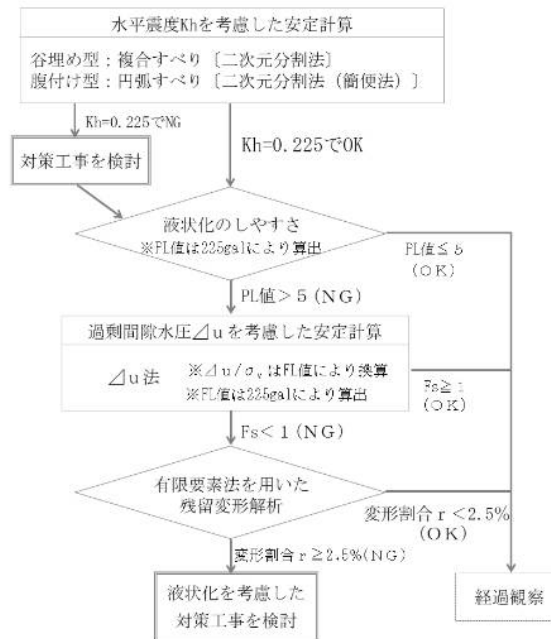 水平震度Khを考慮した安定計算
谷埋め型：複合すべり〔二次元分割法〕
腹付け型：円弧すべり〔二次元分割法（簡便法）〕
Kh=0.225でNG
Kh=0.225でOK
対策工事を検討
液状化のしやすさ
※PL値は225galにより算出
PL値≦5
(OK)
PL値＞5(NG)
過剰間隙水圧⊿uを考慮した安定計算
⊿u法
※⊿u/σv はFL値により換算
※FL値は225galにより算出
Fs≧1
(OK)
Fs＜1(NG)
有限要素法を用いた
残留変形解析
変形割合ｒ＜2.5%
(OK)
変形割合ｒ≧2.5%(NG)
液状化を考慮した
対策工事を検討
経過観察